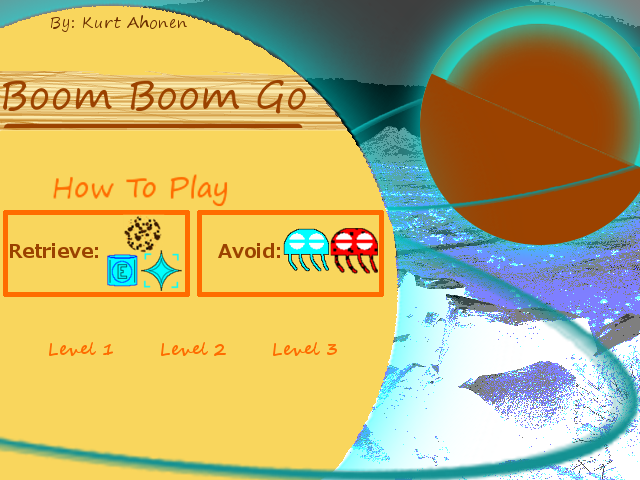 By: Kurt Ahonen
Boom Boom Go
How To Play
Retrieve:
E
Avoid:
Level 1 Level 2 Level 3